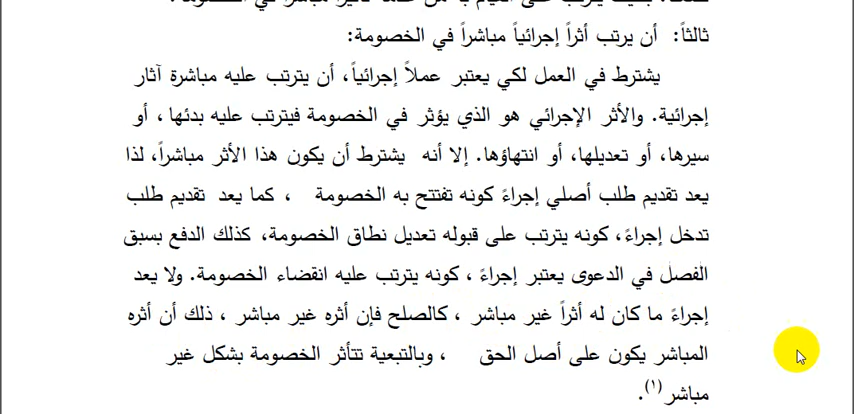 ثالثاً: أن يرتب أثراً إجرائياً مباشراً في الخصومة:
يشترط في العمل لكي يعتبر عملاً إجرائياً، أن يترتب عليه مباشرة آثار
إجرائية. والأثر الإجرائي هو الذي يؤثر في الخصومة فيترتب عليه بدئها، أو
سيرها، أو تعديلها، أو انتهاؤها. إلا أنه يشترط أن يكون هذا الأثر مباشراً، لذا
يعد تقديم طلب أصلي إجراءً كونه تفتتح به الخصومة ، كما يعد تقديم طلب
تدخل إجراءً، كونه يترتب على قبوله تعديل نطاق الخصومة، كذلك الدفع بسبق
الفصل في الدعوى يعتبر إجراءً ، كونه يترتب عليه انقضاء الخصومة. ولا يعد
إجراءً ما كان له أثراً غير مباشر ، كالصلح فإن أثره غير مباشر ، ذلك أن أثره
المباشر يكون على أصل الحق ، وبالتبعية تتأثر الخصومة بشكل غير
مباشر(١).